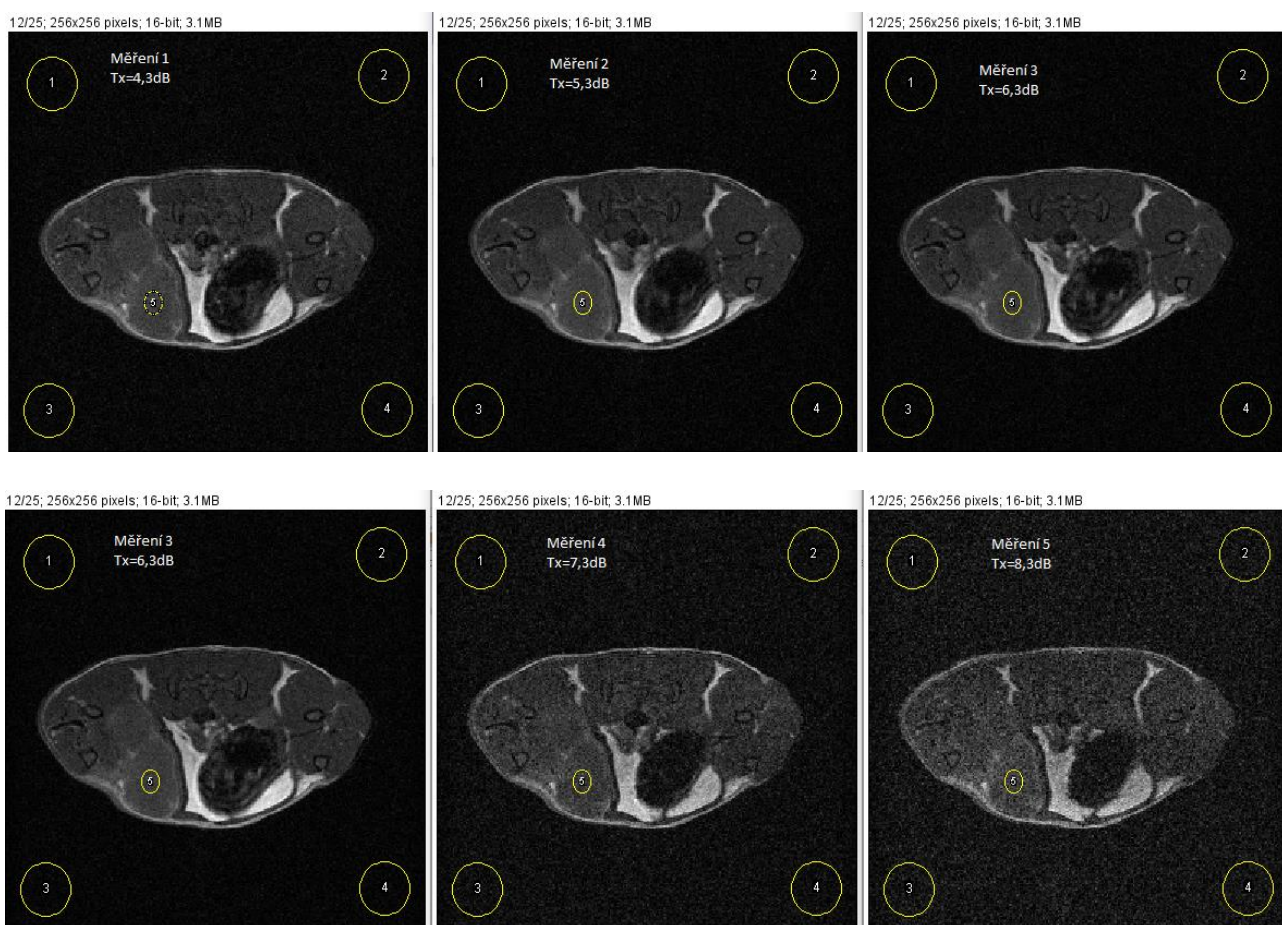 12/25; 256x256 pixels; 16-bit; 3.1MB
Měření 1
Tx=4,3dB
1
2
5
3
4
12/25; 256x256 pixels; 16-bit; 3.1MB
Měření 2
Tx=5,3dB
1
2
5
3
4
12/25; 256x256 pixels; 16-bit; 3.1MB
Měření 3
Tx=6,3dB
1
2
5
3
4
12/25; 256x256 pixels; 16-bit; 3.1MB
Měření 3
Tx=6,3dB
1
2
5
3
4
12/25; 256x256 pixels; 16-bit; 3.1MB
Měření 4
Tx=7,3dB
1
2
5
3
4
12/25; 256x256 pixels; 16-bit; 3.1MB
Měření 5
Tx=8,3dB
1
2
5
3
4